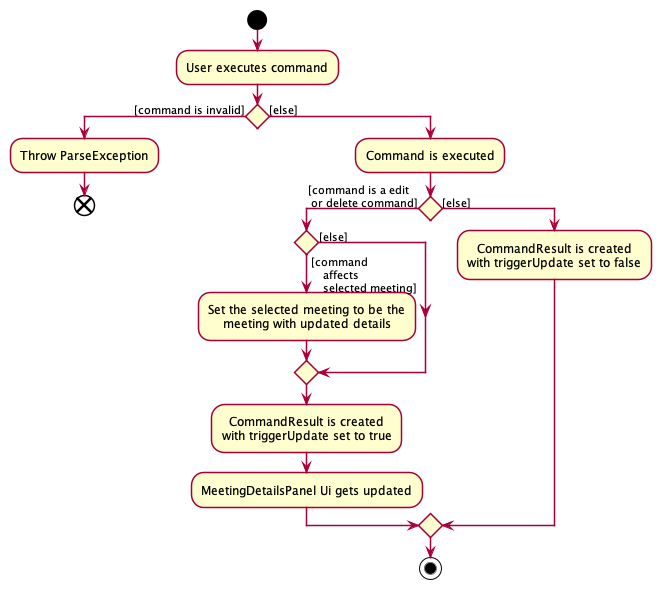 User executes command
[command is invalid]
[else]
Throw ParseException
Command is executed
[command is a edit
or delete command]
[else]
[else]
CommandResult is created
with triggerUpdate set to false
[command
affects
selected meeting]
Set the selected meeting to be the
meeting with updated details
CommandResult is created
with triggerUpdate set to true
MeetingDetailsPanel Ui gets updated